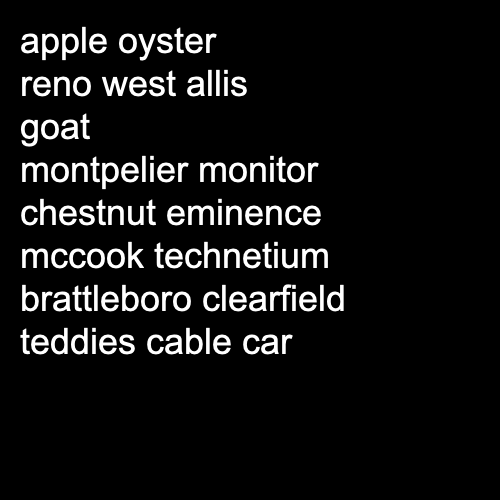 apple oyster
reno west allis
goat
montpelier monitor
chestnut eminence
mccook technetium
brattleboro clearfield
teddies cable car